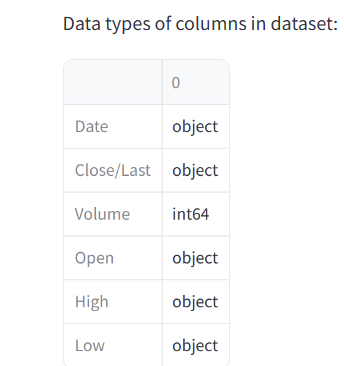 Data types of columns in dataset:
0
Date object
Close/Last object
Volume int64
Open object
High object
Low object